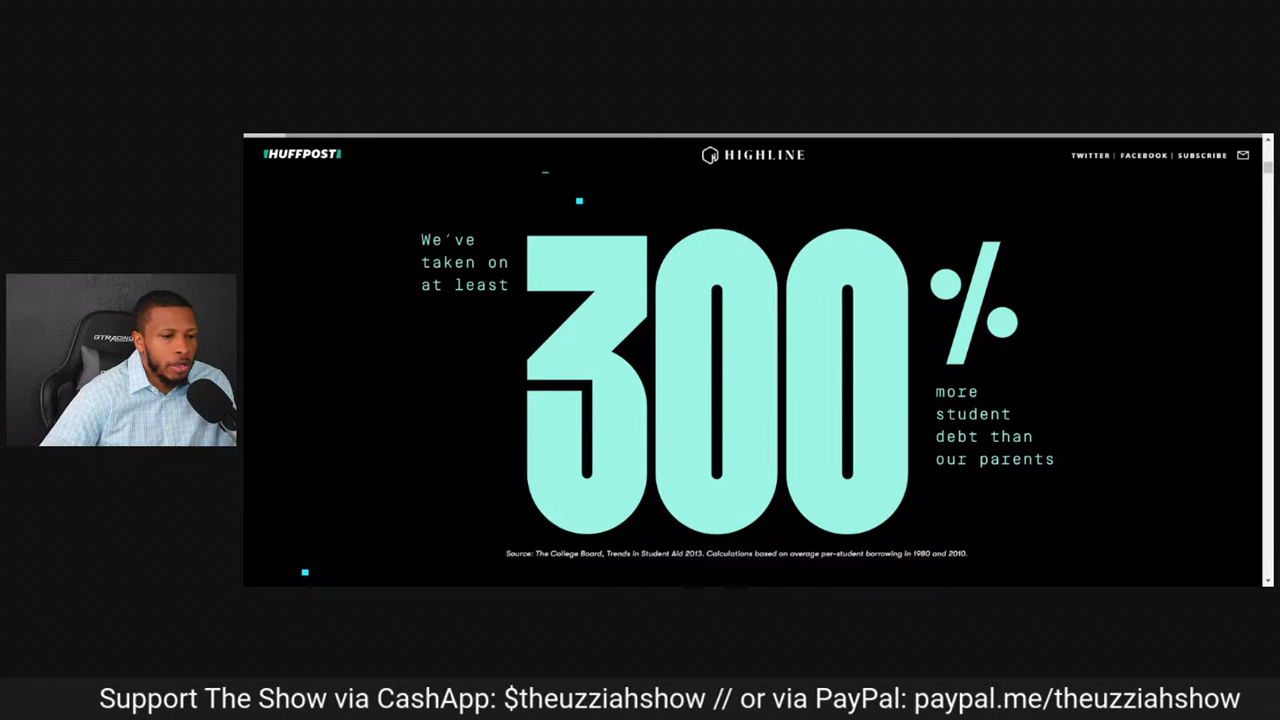 HUFFPOST
HIGHLINE
TWITTER | FACEBOOK | SUBSCRIBE
We've
taken on
at least
300%
more
student
debt than
our parents
Source: The College Board, Trends in Student Aid 2013. Calculations based on average per-student borrowing in 1980 and 2010.
GTRACING
Support The Show via CashApp: $theuzziahshow // or via PayPal: paypal.me/theuzziahshow